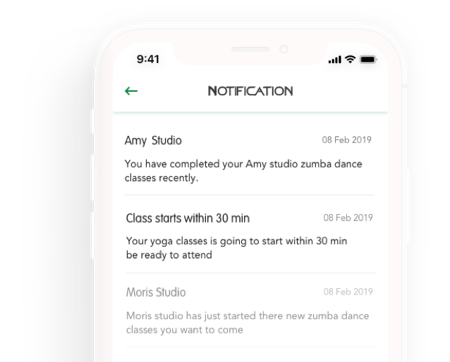 9:41
NOTIFICATION
Amy Studio 08 Feb 2019
You have completed your Amy studio zumba dance
classes recently.
Class starts within 30 min 08 Feb 2019
Your yoga classes is going to start within 30 min
be ready to attend
Moris Studio 08 Feb 2019
Moris studio has just started there new zumba dance
classes you want to come